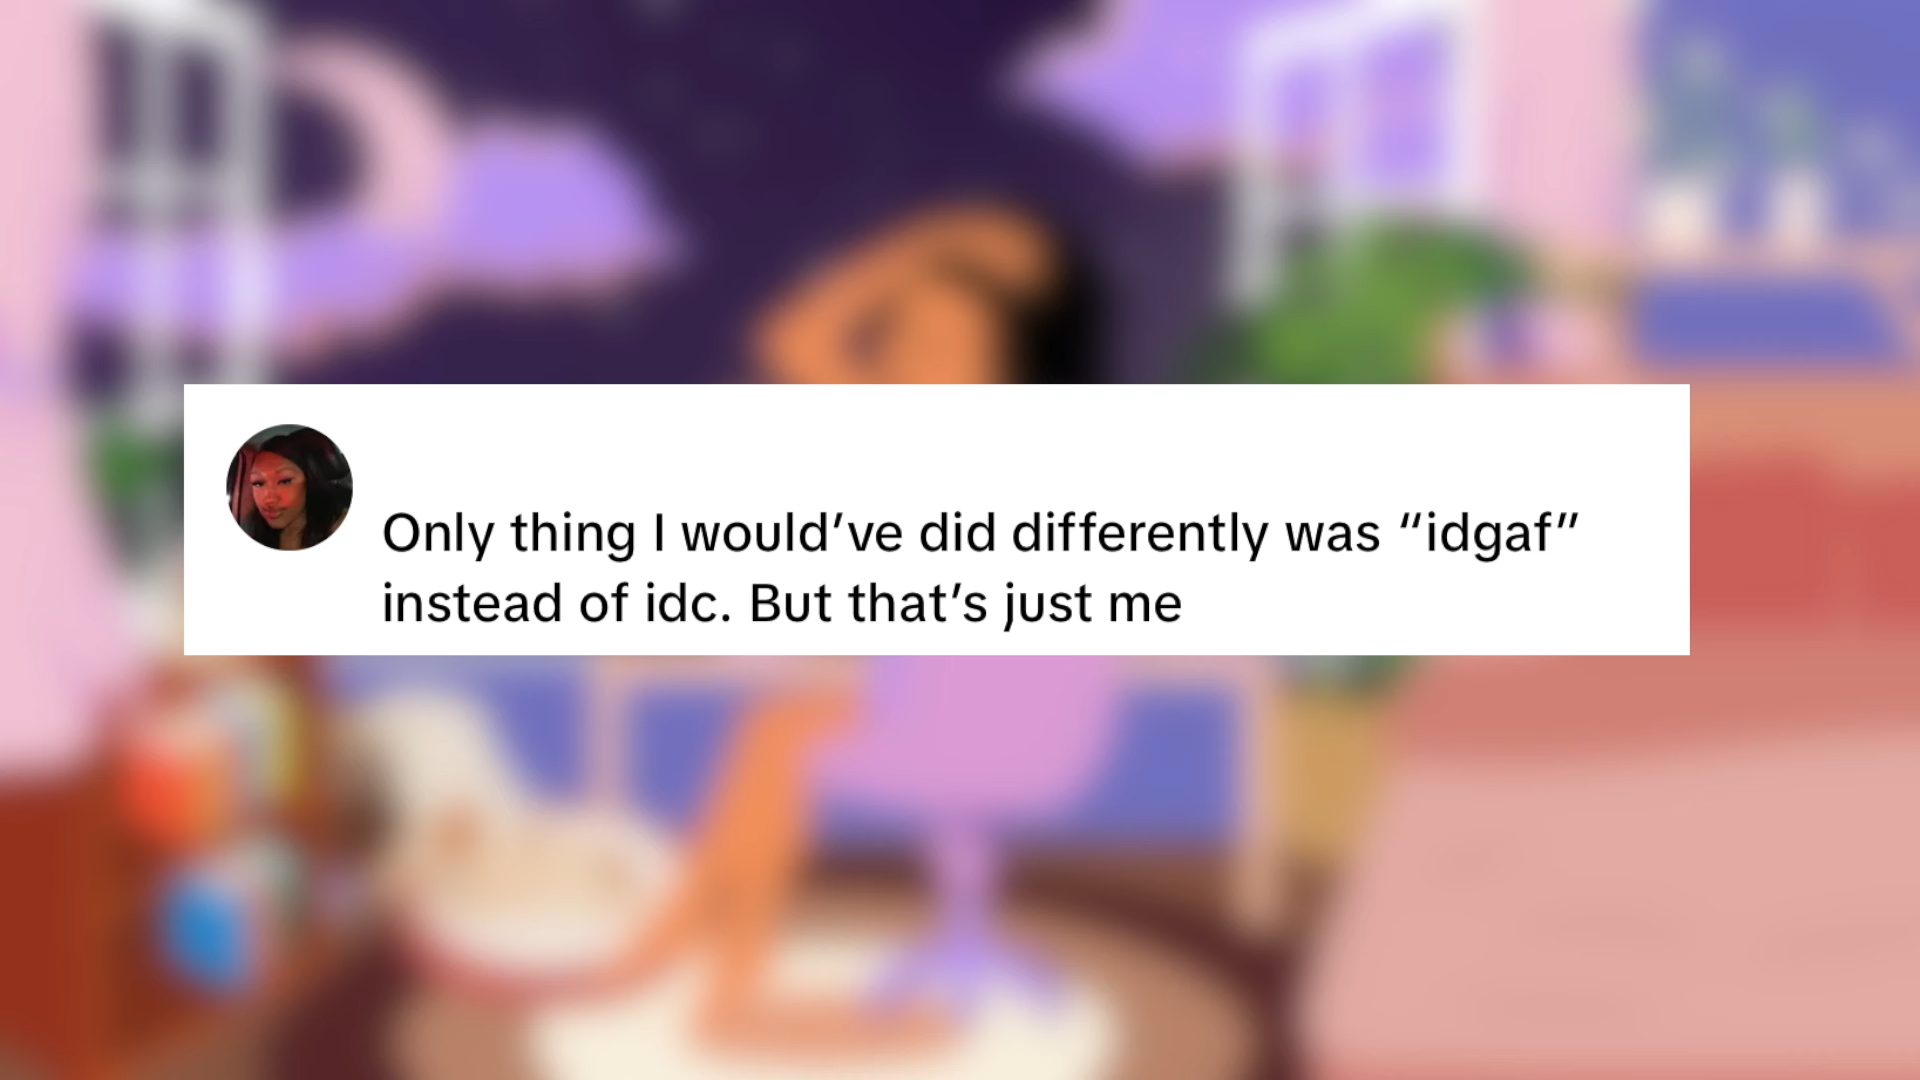 Only thing I would’ve did differently was “idgaf”
instead of idc. But that’s just me